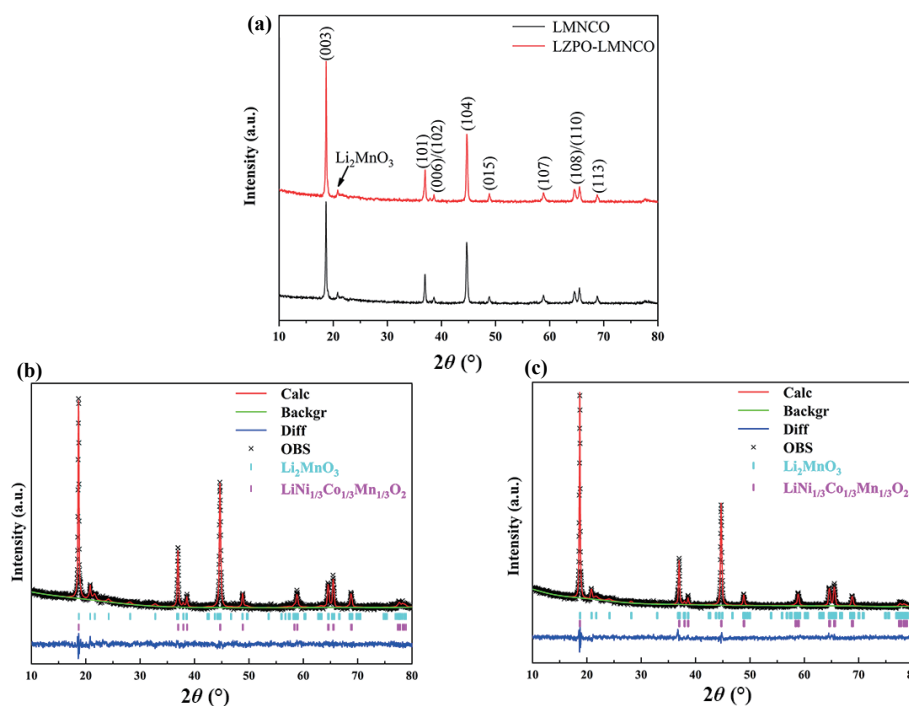 (a)
LMNCO
LZPO-LMNCO
(003)
Li₂MnO₃
(101)
(006)/(102)
(104)
(015)
(107)
(108)/(110)
(113)
Intensity (a.u.)
10 20 30 40 50 60 70 80
2θ (°)
(b)
Calc
Backgr
Diff
OBS
Li₂MnO₃
LiNi₁/₃Co₁/₃Mn₁/₃O₂
Intensity (a.u.)
10 20 30 40 50 60 70 80
2θ (°)
(c)
Calc
Backgr
Diff
OBS
Li₂MnO₃
LiNi₁/₃Co₁/₃Mn₁/₃O₂
Intensity (a.u.)
10 20 30 40 50 60 70 80
2θ (°)